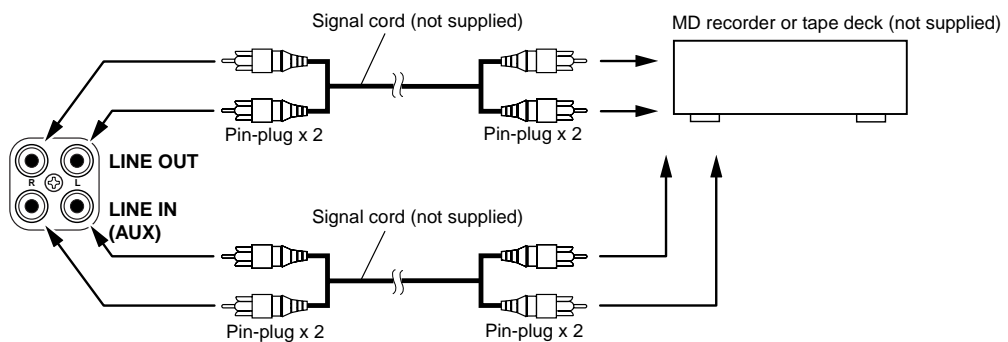 Signal cord (not supplied)
MD recorder or tape deck (not supplied)
Pin-plug x 2
Pin-plug x 2
LINE OUT
R
L
LINE IN
(AUX)
Signal cord (not supplied)
Pin-plug x 2
Pin-plug x 2